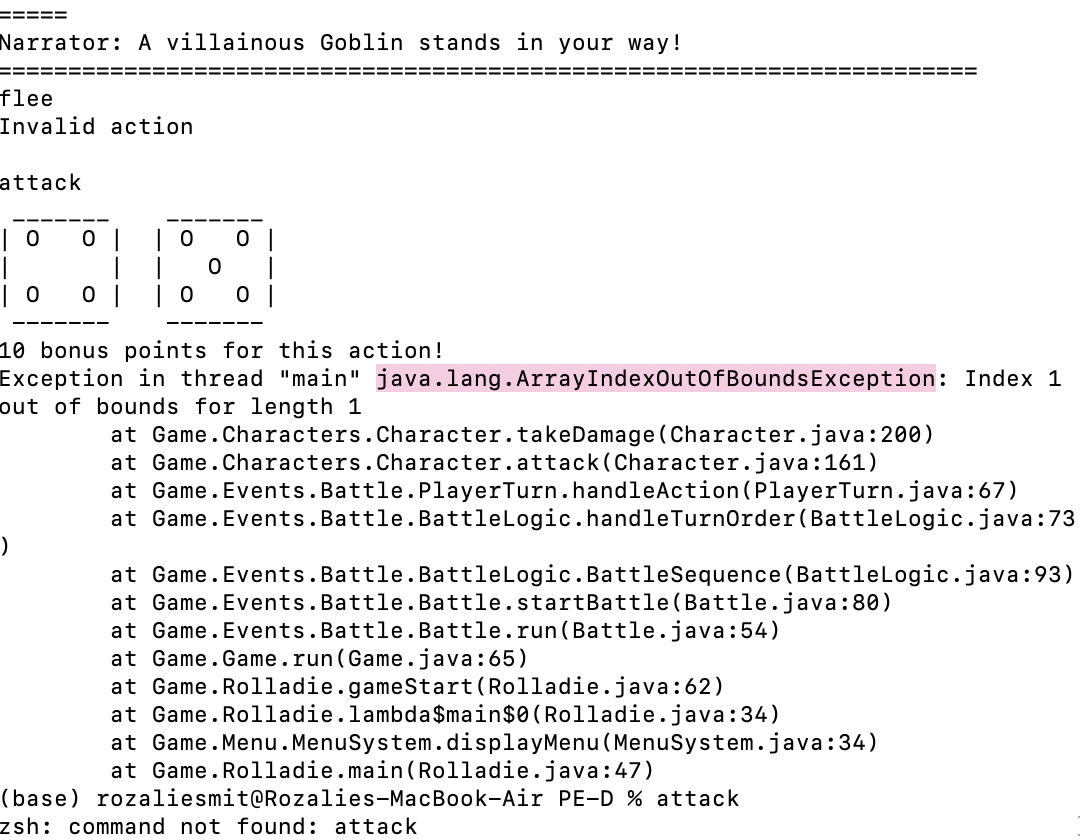 =====
Narrator: A villainous Goblin stands in your way!
======================================================================
flee
Invalid action
attack
 _______    _______
| O   O |  | O   O |
|       |  |   O   |
| O   O |  | O   O |
 _______    _______
10 bonus points for this action!
Exception in thread "main" java.lang.ArrayIndexOutOfBoundsException: Index 1
out of bounds for length 1
        at Game.Characters.Character.takeDamage(Character.java:200)
        at Game.Characters.Character.attack(Character.java:161)
        at Game.Events.Battle.PlayerTurn.handleAction(PlayerTurn.java:67)
        at Game.Events.Battle.BattleLogic.handleTurnOrder(BattleLogic.java:73
)
        at Game.Events.Battle.BattleLogic.BattleSequence(BattleLogic.java:93)
        at Game.Events.Battle.Battle.startBattle(Battle.java:80)
        at Game.Events.Battle.Battle.run(Battle.java:54)
        at Game.Game.run(Game.java:65)
        at Game.Rolladie.gameStart(Rolladie.java:62)
        at Game.Rolladie.lambda$main$0(Rolladie.java:34)
        at Game.Menu.MenuSystem.displayMenu(MenuSystem.java:34)
        at Game.Rolladie.main(Rolladie.java:47)
(base) rozaliesmit@Rozalies-MacBook-Air PE-D % attack
zsh: command not found: attack